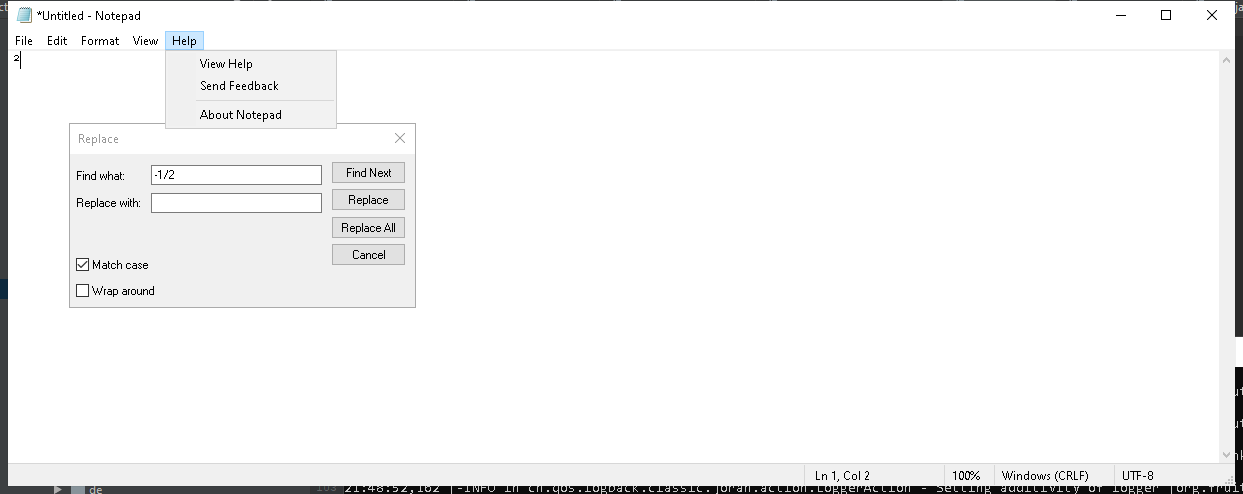 *Untitled - Notepad
File Edit Format View Help
²
View Help
Send Feedback
About Notepad
Replace
Find what: -1/2 Find Next
Replace with: Replace
Replace All
Cancel
Match case
Wrap around
Ln 1, Col 2 100% Windows (CRLF) UTF-8
de 21:48:52,162 |-INFO in ch.qos.logback.classic.joran.action.LoggerAction - Setting additivity of logger